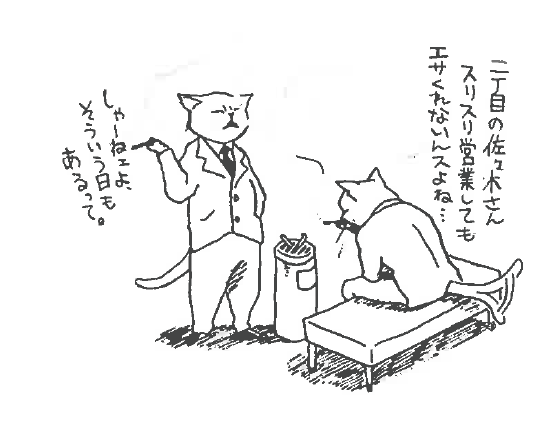 二丁目の佐々木さん
スリスリ営業しても
エサくれないんスよね…
しゃーねェよ、
そういう日も
あるって。